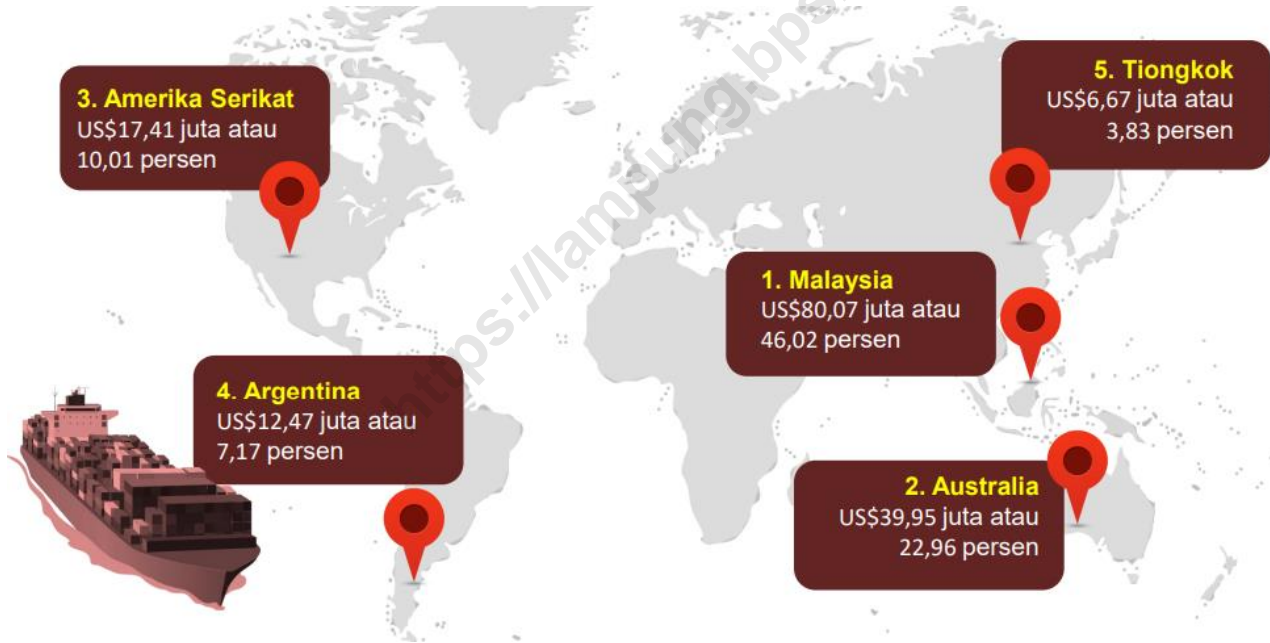 3. Amerika Serikat
US$17,41 juta atau
10,01 persen
5. Tiongkok
US$6,67 juta atau
3,83 persen
1. Malaysia
US$80,07 juta atau
46,02 persen
4. Argentina
US$12,47 juta atau
7,17 persen
2. Australia
US$39,95 juta atau
22,96 persen
https://lampung.bps